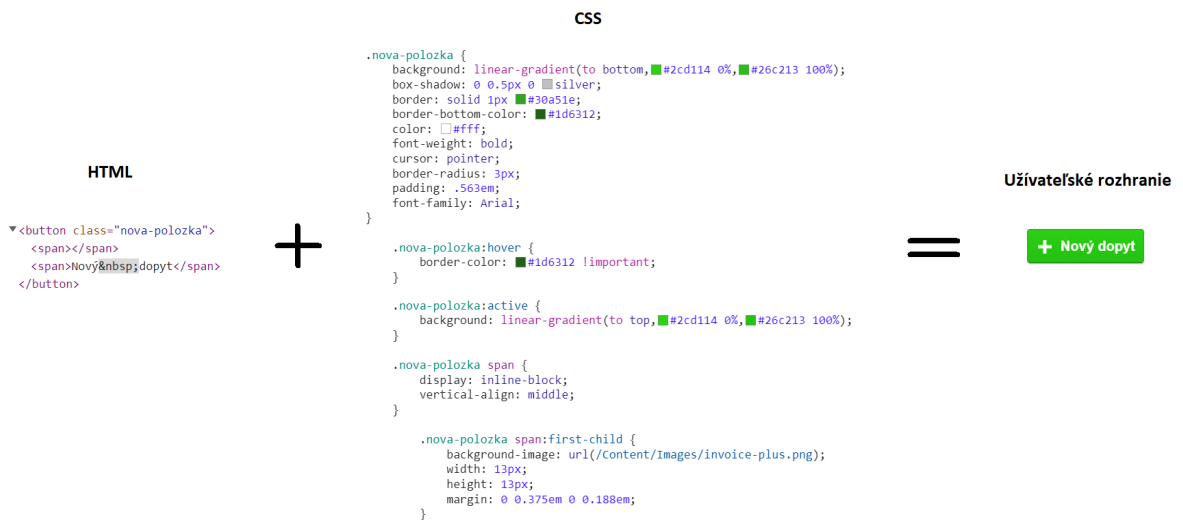 CSS
.nova-polozka {
background: linear-gradient(to bottom,#2cd114 0%,#26c213 100%);
box-shadow: 0 0.5px 0 silver;
border: solid 1px #30a51e;
border-bottom-color: #1d6312;
color: #fff;
font-weight: bold;
cursor: pointer;
border-radius: 3px;
padding: .563em;
font-family: Arial;
}
.nova-polozka:hover {
border-color: #1d6312 !important;
}
.nova-polozka:active {
background: linear-gradient(to top,#2cd114 0%,#26c213 100%);
}
.nova-polozka span {
display: inline-block;
vertical-align: middle;
}
.nova-polozka span:first-child {
background-image: url(/Content/Images/invoice-plus.png);
width: 13px;
height: 13px;
margin: 0 0.375em 0 0.188em;
}
HTML
<button class="nova-polozka">
<span></span>
<span>Nový&nbsp;dopyt</span>
</button>
Užívateľské rozhranie
Nový dopyt